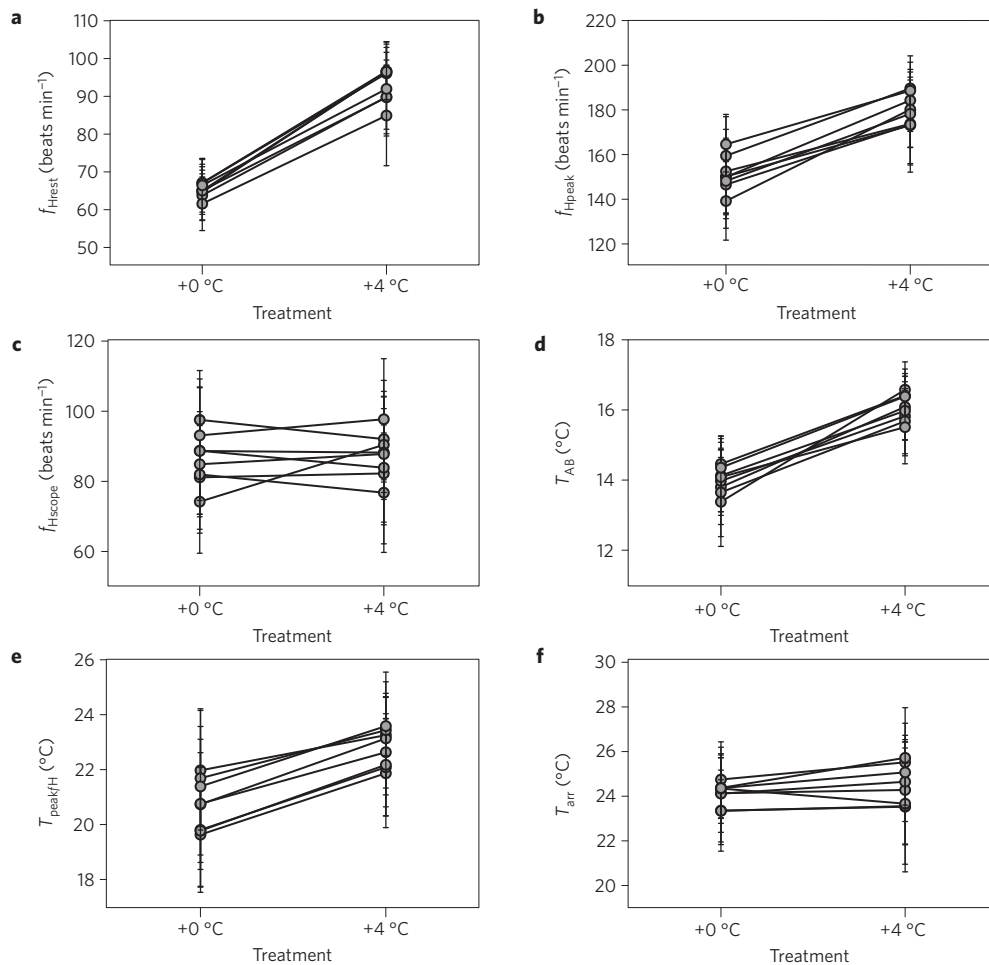 a
110
100
90
80
70
60
50
fHrest (beats min−1)
+0 °C +4 °C
Treatment
b
220
200
180
160
140
120
fHpeak (beats min−1)
+0 °C +4 °C
Treatment
c
120
100
80
60
fHscope (beats min−1)
+0 °C +4 °C
Treatment
d
18
16
14
12
TAB (°C)
+0 °C +4 °C
Treatment
e
26
24
22
20
18
TpeakfH (°C)
+0 °C +4 °C
Treatment
f
30
28
26
24
22
20
Tarr (°C)
+0 °C +4 °C
Treatment